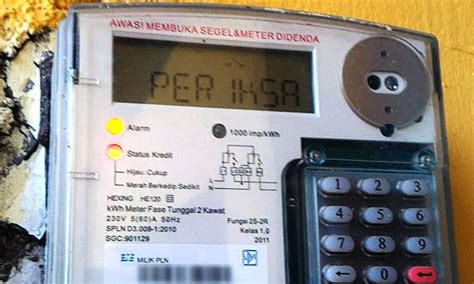 AWAS! MEMBUKA SEGEL&METER DIDENDA
PERIKSA
Alarm
1000 imp/kWh
Status Kredit
Hijau: Cukup
Merah Berkedip: Sedikit
HEXING HE120
kWh Meter Fase Tunggal 2 Kawat
230V 5(60)A 50Hz
Fungsi 2S-2R
SPLN D3.009-1:2010
Kelas 1,0
SGC:901129
2011
MILIK PLN
1 2 3
4 5 6
7 8 9
0